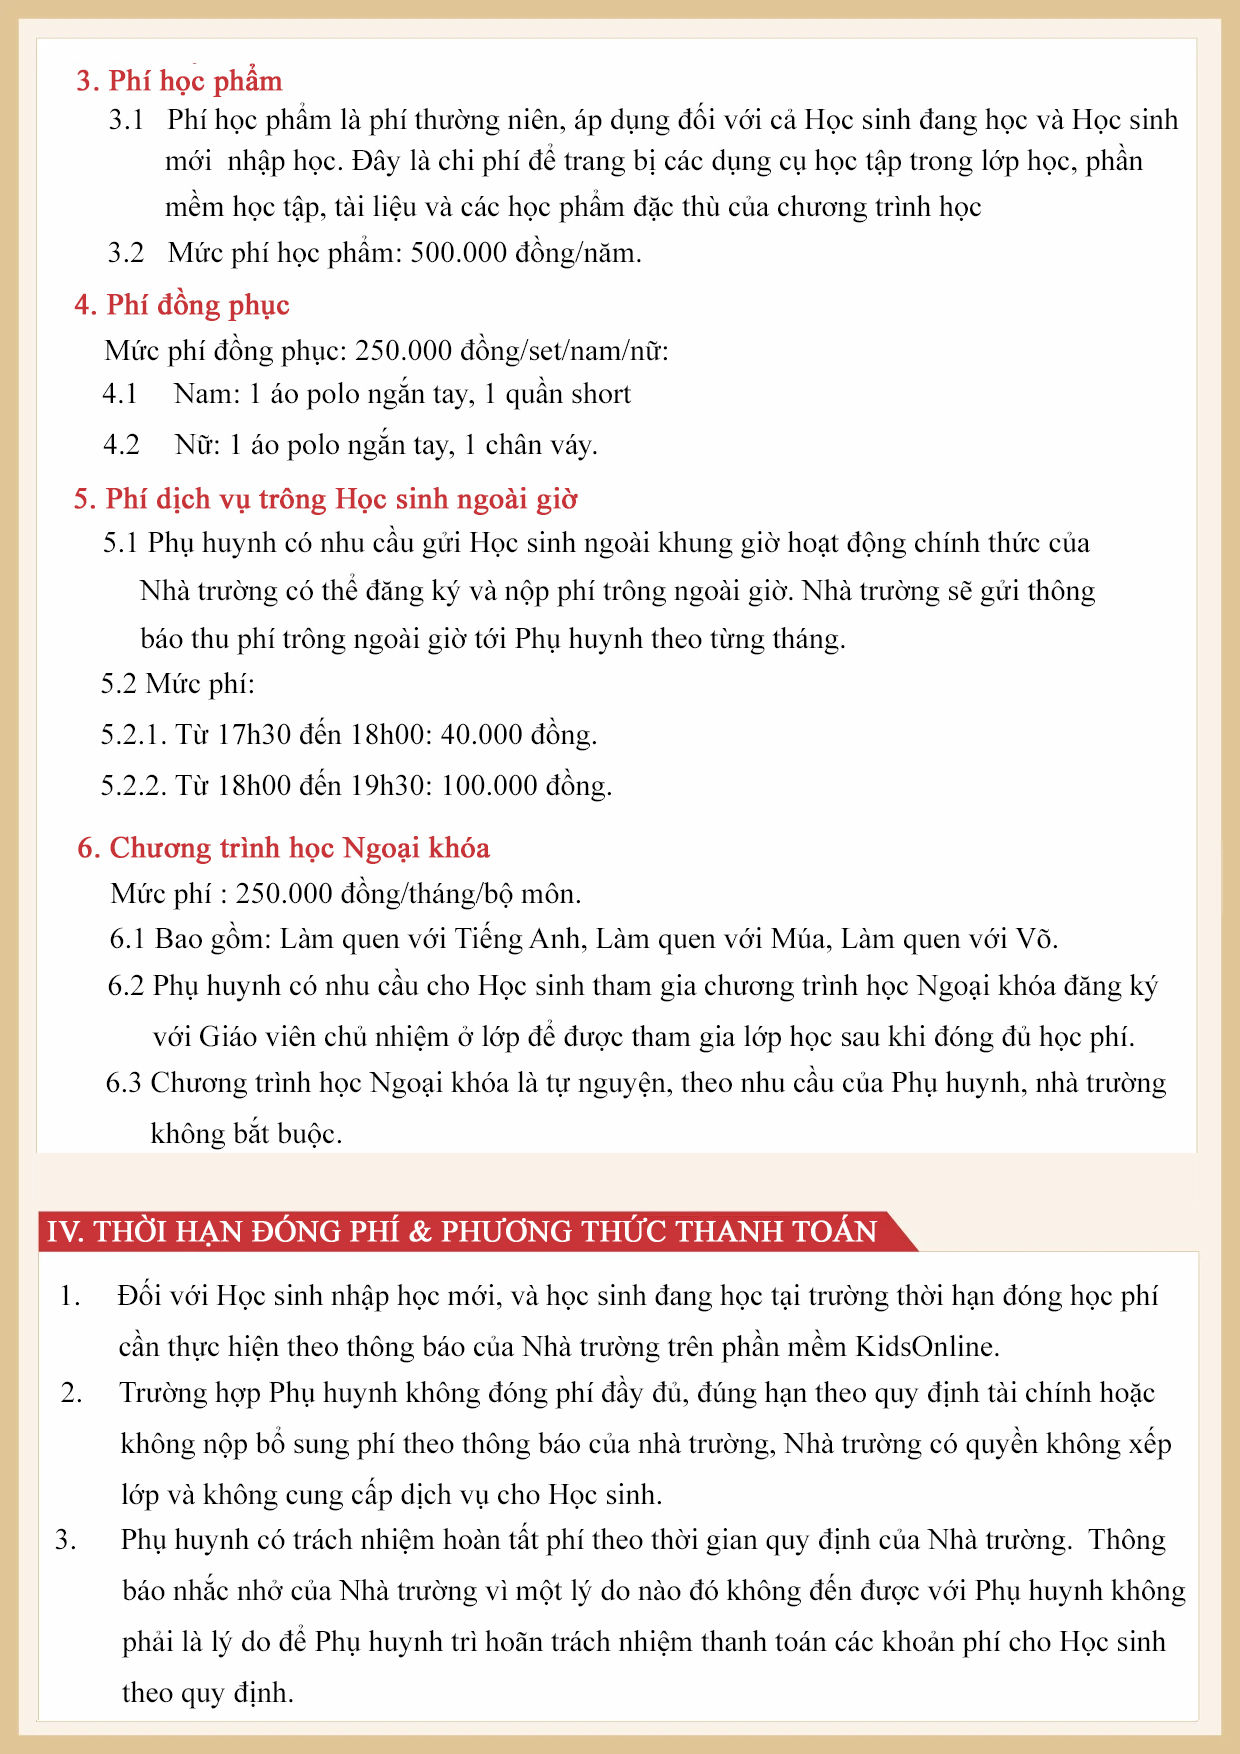 3. Phí học phẩm
3.1 Phí học phẩm là phí thường niên, áp dụng đối với cả Học sinh đang học và Học sinh
mới nhập học. Đây là chi phí để trang bị các dụng cụ học tập trong lớp học, phần
mềm học tập, tài liệu và các học phẩm đặc thù của chương trình học
3.2 Mức phí học phẩm: 500.000 đồng/năm.
4. Phí đồng phục
Mức phí đồng phục: 250.000 đồng/set/nam/nữ:
4.1 Nam: 1 áo polo ngắn tay, 1 quần short
4.2 Nữ: 1 áo polo ngắn tay, 1 chân váy.
5. Phí dịch vụ trông Học sinh ngoài giờ
5.1 Phụ huynh có nhu cầu gửi Học sinh ngoài khung giờ hoạt động chính thức của
Nhà trường có thể đăng ký và nộp phí trông ngoài giờ. Nhà trường sẽ gửi thông
báo thu phí trông ngoài giờ tới Phụ huynh theo từng tháng.
5.2 Mức phí:
5.2.1. Từ 17h30 đến 18h00: 40.000 đồng.
5.2.2. Từ 18h00 đến 19h30: 100.000 đồng.
6. Chương trình học Ngoại khóa
Mức phí : 250.000 đồng/tháng/bộ môn.
6.1 Bao gồm: Làm quen với Tiếng Anh, Làm quen với Múa, Làm quen với Võ.
6.2 Phụ huynh có nhu cầu cho Học sinh tham gia chương trình học Ngoại khóa đăng ký
với Giáo viên chủ nhiệm ở lớp để được tham gia lớp học sau khi đóng đủ học phí.
6.3 Chương trình học Ngoại khóa là tự nguyện, theo nhu cầu của Phụ huynh, nhà trường
không bắt buộc.
IV. THỜI HẠN ĐÓNG PHÍ & PHƯƠNG THỨC THANH TOÁN
1. Đối với Học sinh nhập học mới, và học sinh đang học tại trường thời hạn đóng học phí
cần thực hiện theo thông báo của Nhà trường trên phần mềm KidsOnline.
2. Trường hợp Phụ huynh không đóng phí đầy đủ, đúng hạn theo quy định tài chính hoặc
không nộp bổ sung phí theo thông báo của nhà trường, Nhà trường có quyền không xếp
lớp và không cung cấp dịch vụ cho Học sinh.
3. Phụ huynh có trách nhiệm hoàn tất phí theo thời gian quy định của Nhà trường. Thông
báo nhắc nhở của Nhà trường vì một lý do nào đó không đến được với Phụ huynh không
phải là lý do để Phụ huynh trì hoãn trách nhiệm thanh toán các khoản phí cho Học sinh
theo quy định.